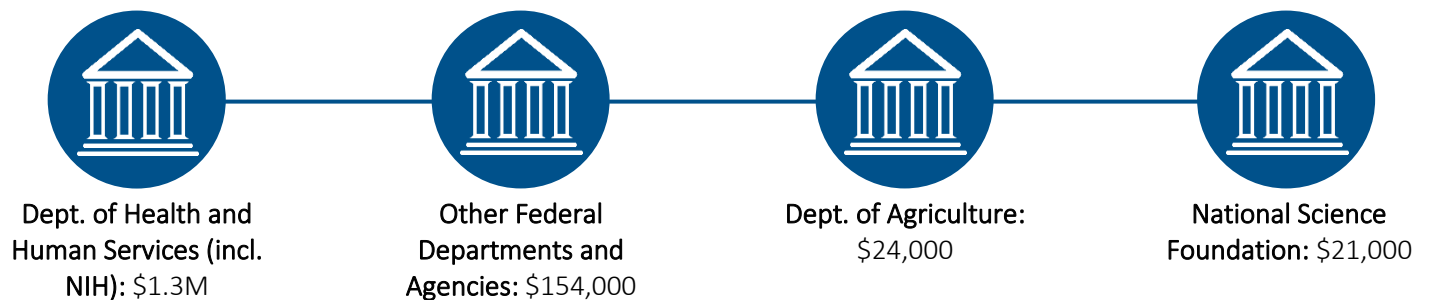 Dept. of Health and
Human Services (incl.
NIH): $1.3M
Other Federal
Departments and
Agencies: $154,000
Dept. of Agriculture:
$24,000
National Science
Foundation: $21,000